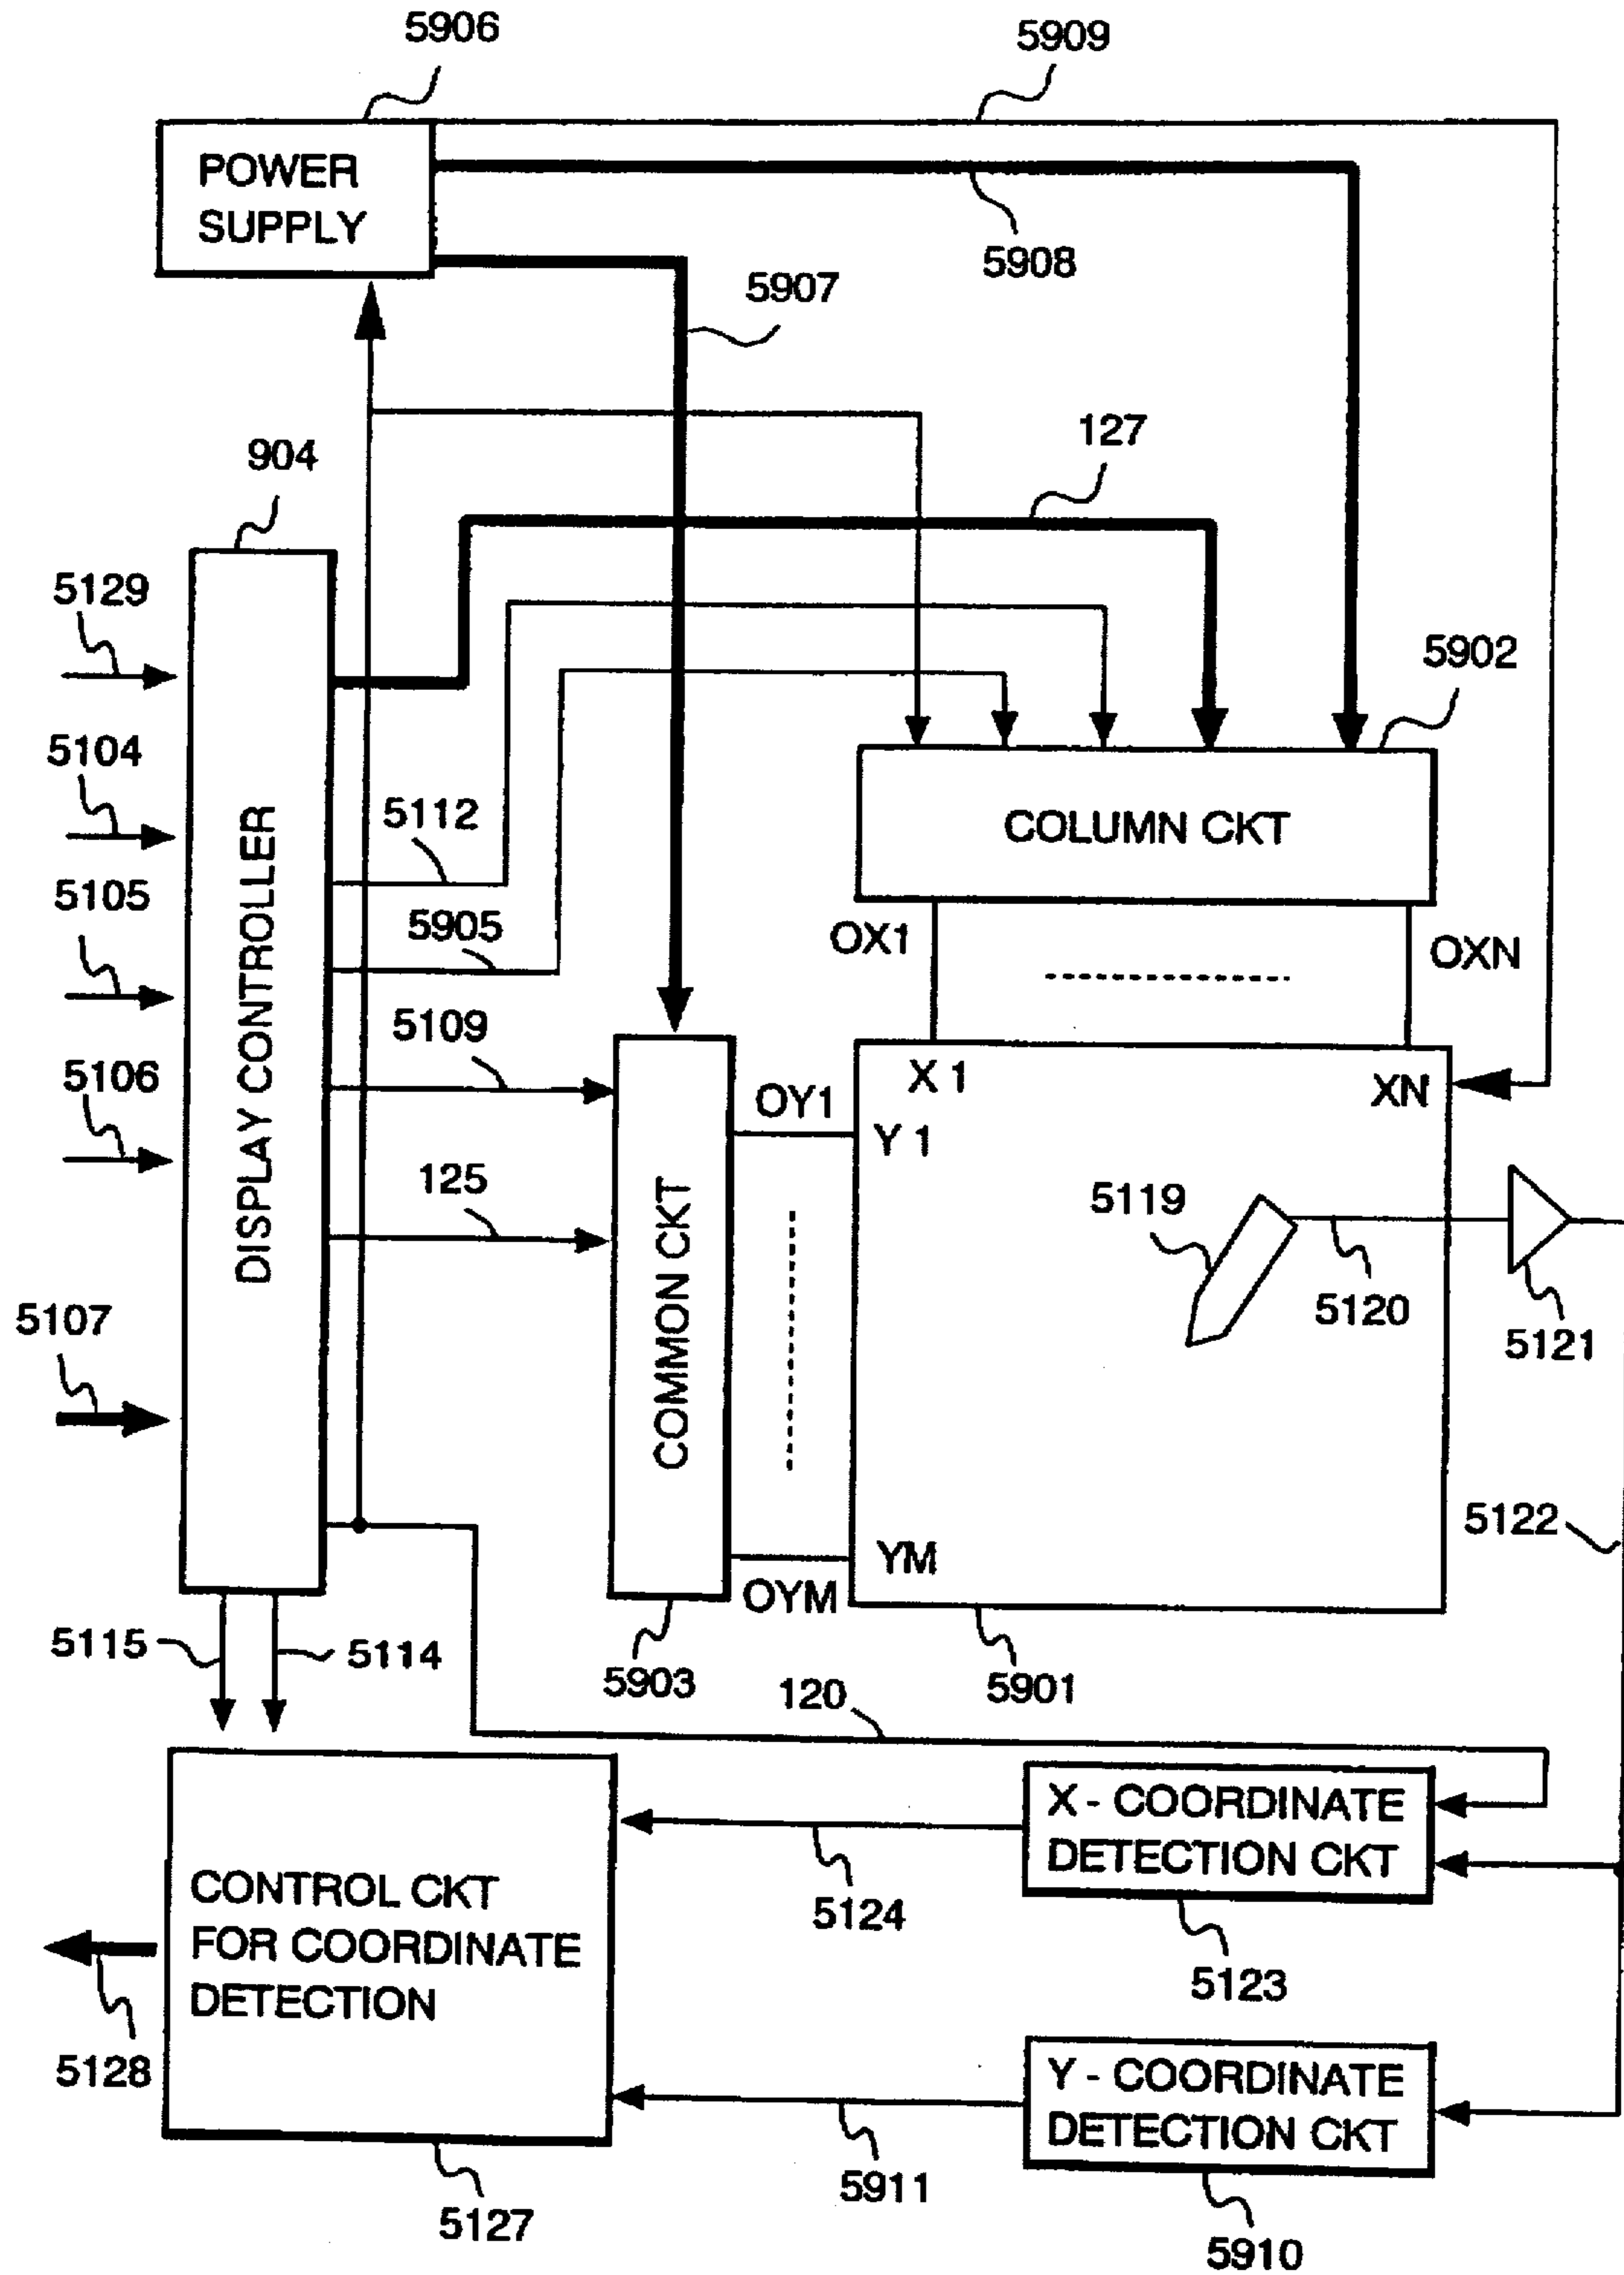 5906
5909
POWER
SUPPLY
5908
5907
904
127
5129
5902
5104
5112
COLUMN CKT
5105
5905
OX1
OXN
DISPLAY CONTROLLER
5109
5106
X 1
XN
OY1
Y 1
125
5119
COMMON CKT
5120
5121
5107
5122
YM
OYM
5115
5114
5903
5901
120
X - COORDINATE
DETECTION CKT
CONTROL CKT
FOR COORDINATE
DETECTION
5124
5123
5128
Y - COORDINATE
DETECTION CKT
5911
5127
5910